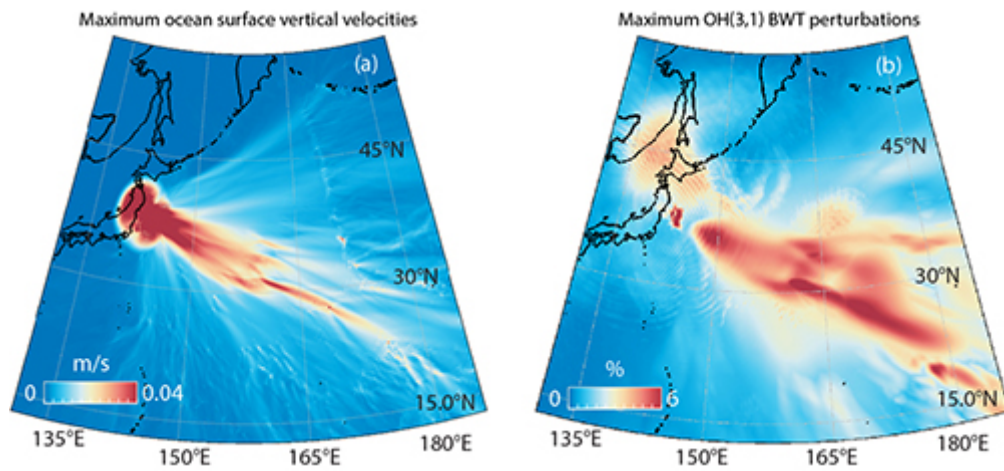 Maximum ocean surface vertical velocities
(a)
45°N
30°N
15.0°N
m/s
0 0.04
135°E
150°E
165°E
180°E
Maximum OH(3,1) BWT perturbations
(b)
45°N
30°N
15.0°N
%
0 6
135°E
150°E
165°E
180°E